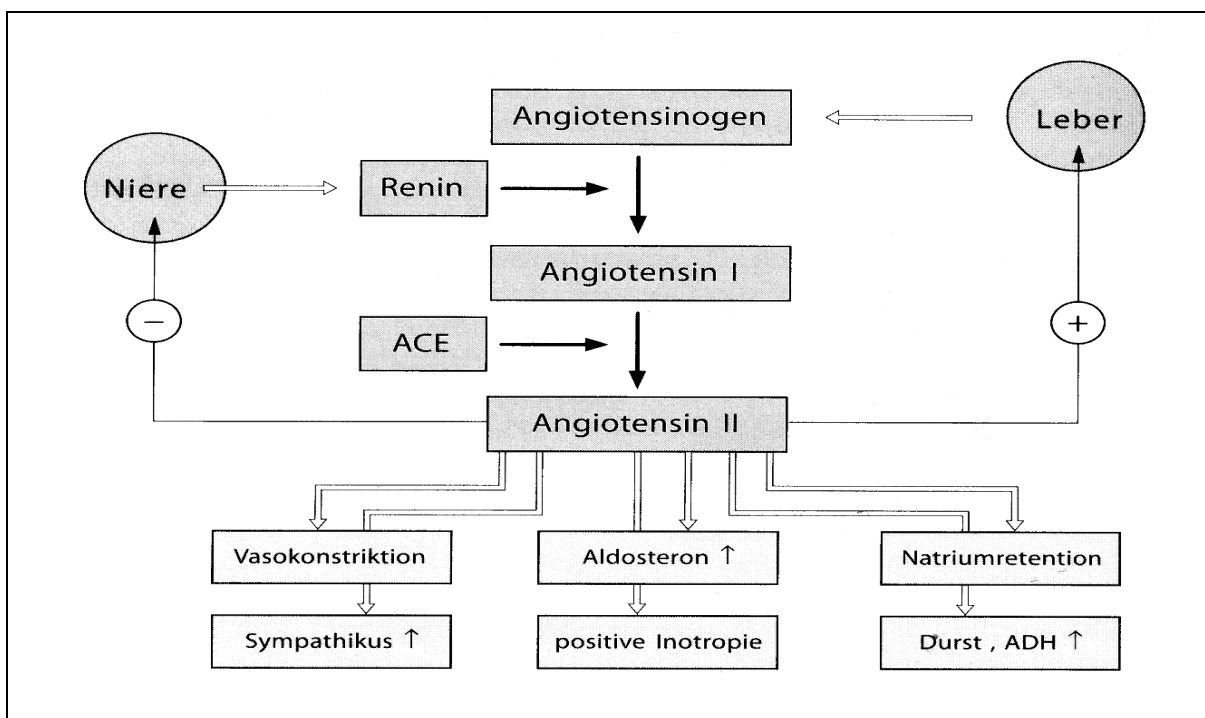 Angiotensinogen
Leber
Niere
Renin
Angiotensin I
−
+
ACE
Angiotensin II
Vasokonstriktion
Aldosteron ↑
Natriumretention
Sympathikus ↑
positive Inotropie
Durst , ADH ↑